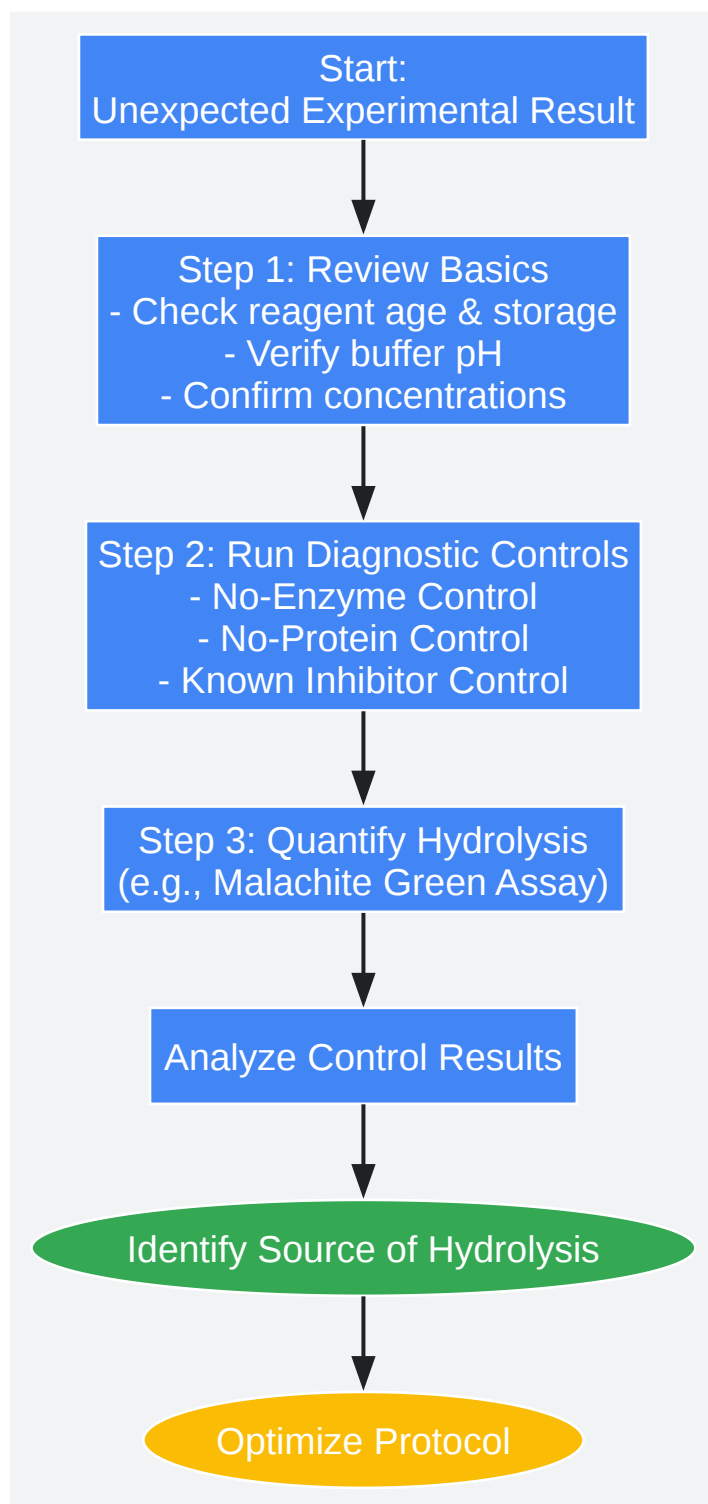 Start:
Unexpected Experimental Result
Step 1: Review Basics
- Check reagent age & storage
- Verify buffer pH
- Confirm concentrations
Step 2: Run Diagnostic Controls
- No-Enzyme Control
- No-Protein Control
- Known Inhibitor Control
Step 3: Quantify Hydrolysis
(e.g., Malachite Green Assay)
Analyze Control Results
Identify Source of Hydrolysis
Optimize Protocol